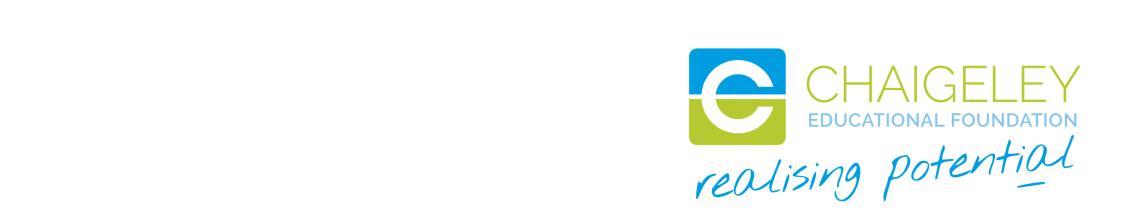 CHAIGELEY
EDUCATIONAL FOUNDATION
realising potential